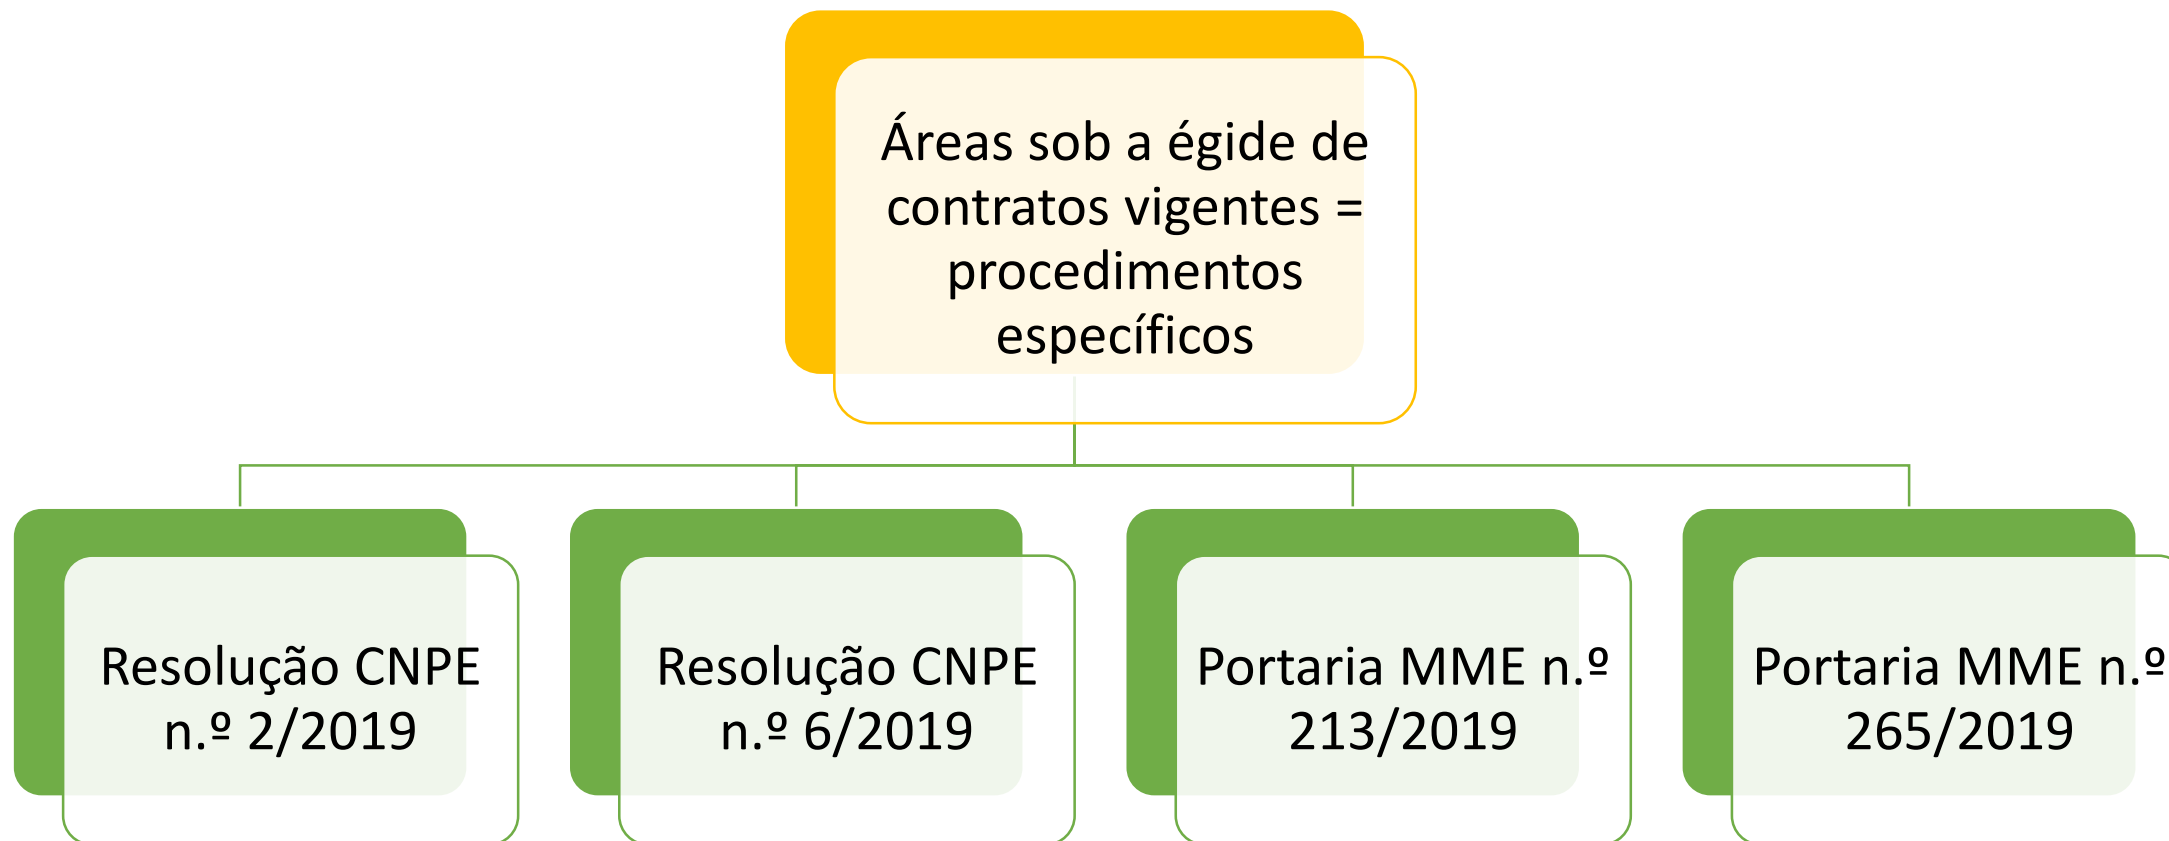 Áreas sob a égide de
contratos vigentes =
procedimentos
específicos
Resolução CNPE
n.º 2/2019
Resolução CNPE
n.º 6/2019
Portaria MME n.º
213/2019
Portaria MME n.º
265/2019